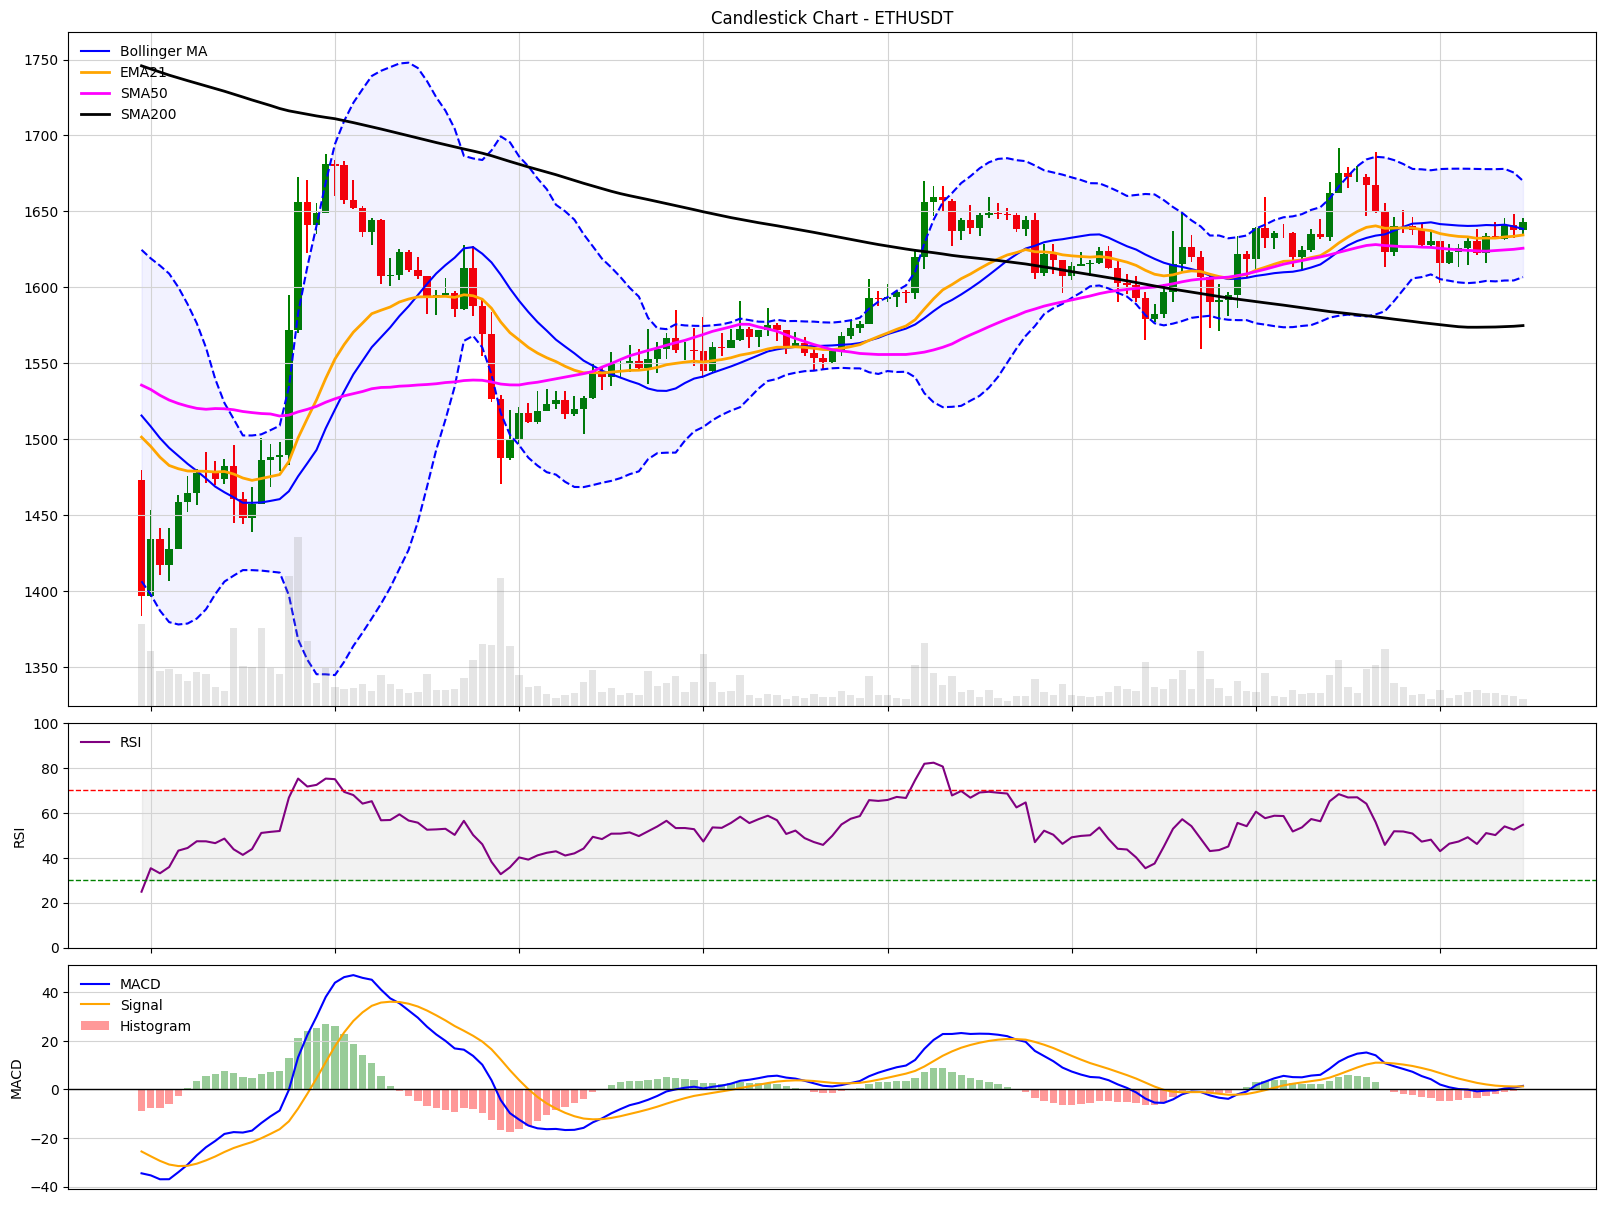 Candlestick Chart - ETHUSDT
Bollinger MA
EMA21
SMA50
SMA200
1750
1700
1650
1600
1550
1500
1450
1400
1350
RSI
100
80
60
40
20
0
RSI
MACD
Signal
Histogram
40
20
0
−20
−40
MACD